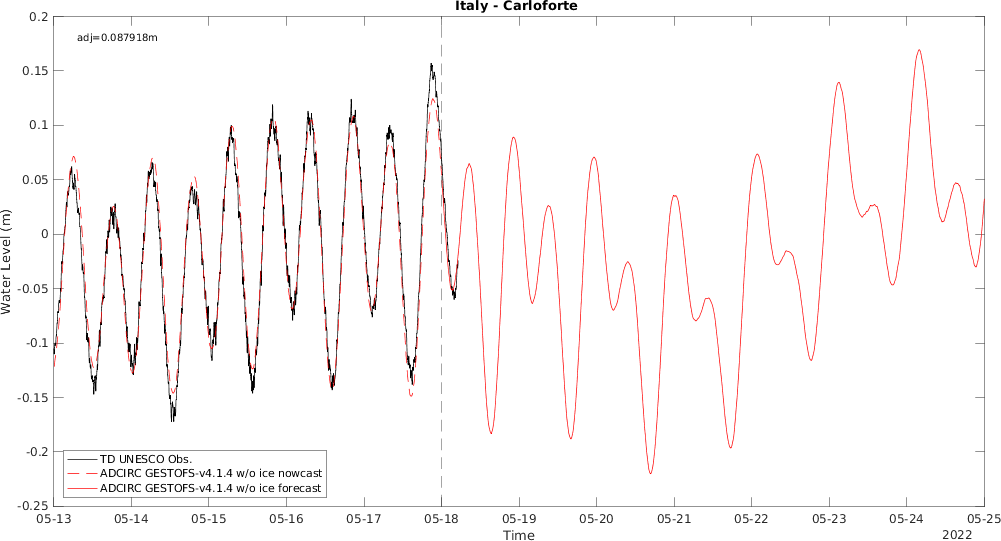 Italy - Carloforte
adj=0.087918m
0.2
0.15
0.1
0.05
0
-0.05
-0.1
-0.15
-0.2
-0.25
Water Level (m)
TD UNESCO Obs.
ADCIRC GESTOFS-v4.1.4 w/o ice nowcast
ADCIRC GESTOFS-v4.1.4 w/o ice forecast
05-13 05-14 05-15 05-16 05-17 05-18 05-19 05-20 05-21 05-22 05-23 05-24 05-25
Time
2022